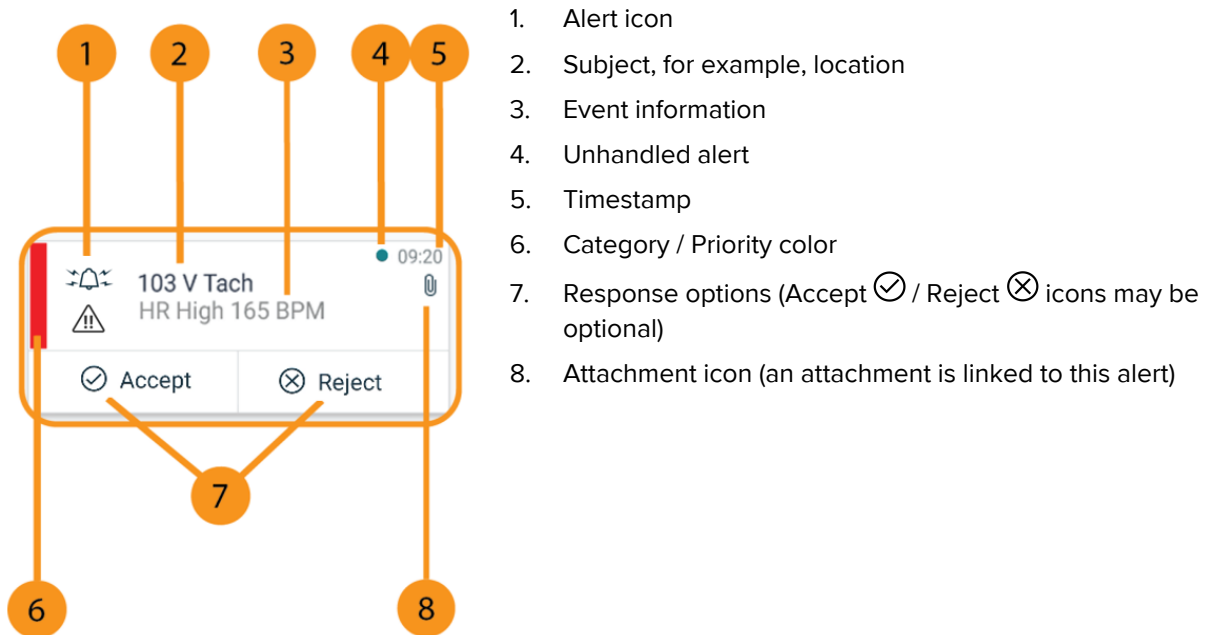 1 2 3 4 5
09:20
103 V Tach
HR High 165 BPM
Accept Reject
7
6 8
1. Alert icon
2. Subject, for example, location
3. Event information
4. Unhandled alert
5. Timestamp
6. Category / Priority color
7. Response options (Accept / Reject icons may be
optional)
8. Attachment icon (an attachment is linked to this alert)